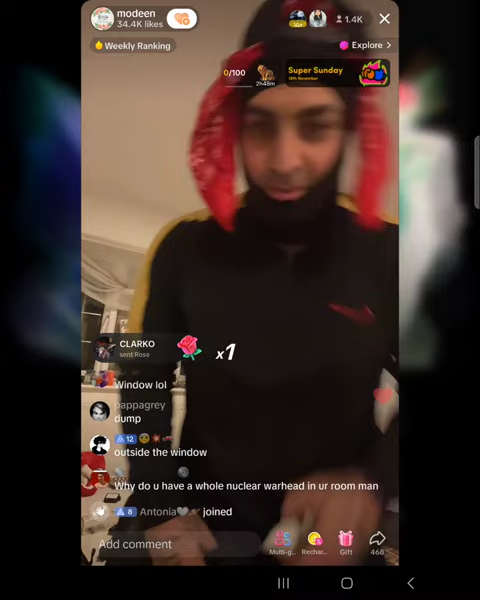 modeen
34.4K likes
1.4K
Weekly Ranking
Explore >
0/100
2h48m
Super Sunday
CLARKO
sent Rose
x1
Window lol
pappagrey
dump
12
outside the window
Why do u have a whole nuclear warhead in ur room man
8 Antonia joined
Add comment
Multi-g...
Rechar...
Gift
468